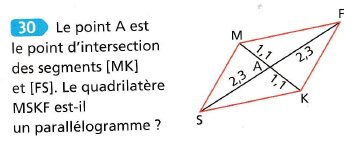 30 Le point A est
le point d'intersection
des segments [MK]
et [FS]. Le quadrilatère
MSKF est-il
un parallélogramme ?
F
M
1,1
2,3
A
2,3
1,1
K
S